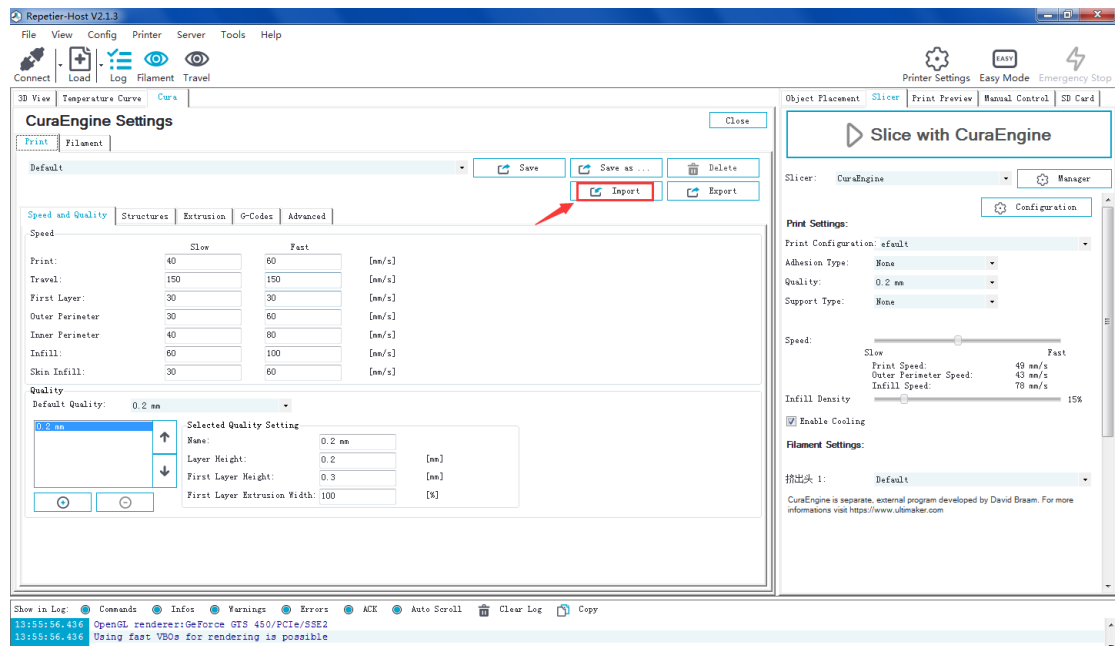 Repetier-Host V2.1.3
File View Config Printer Server Tools Help
Connect Load Log Filament Travel
Printer Settings Easy Mode Emergency Stop
EASY
3D View Temperature Curve Cura
Object Placement Slicer Print Preview Manual Control SD Card
CuraEngine Settings
Close
Print Filament
Default
Save Save as ... Delete
Import Export
Speed and Quality Structures Extrusion G-Codes Advanced
Speed
Slow Fast
Print: 40 60 [mm/s]
Travel: 150 150 [mm/s]
First Layer: 30 30 [mm/s]
Outer Perimeter 30 60 [mm/s]
Inner Perimeter 40 80 [mm/s]
Infill: 60 100 [mm/s]
Skin Infill: 30 60 [mm/s]
Quality
Default Quality: 0.2 mm
0.2 mm
Selected Quality Setting
Name: 0.2 mm
Layer Height: 0.2 [mm]
First Layer Height: 0.3 [mm]
First Layer Extrusion Width: 100 [%]
Slice with CuraEngine
Slicer: CuraEngine Manager
Configuration
Print Settings:
Print Configuration: efault
Adhesion Type: None
Quality: 0.2 mm
Support Type: None
Speed:
Slow Fast
Print Speed: 49 mm/s
Outer Perimeter Speed: 43 mm/s
Infill Speed: 78 mm/s
Infill Density 15%
Enable Cooling
Filament Settings:
挤出头 1: Default
CuraEngine is separate, external program developed by David Braam. For more
informations visit https://www.ultimaker.com
Show in Log: Commands Infos Warnings Errors ACK Auto Scroll Clear Log Copy
13:55:56.436 OpenGL renderer:GeForce GTS 450/PCIe/SSE2
13:55:56.436 Using fast VBOs for rendering is possible